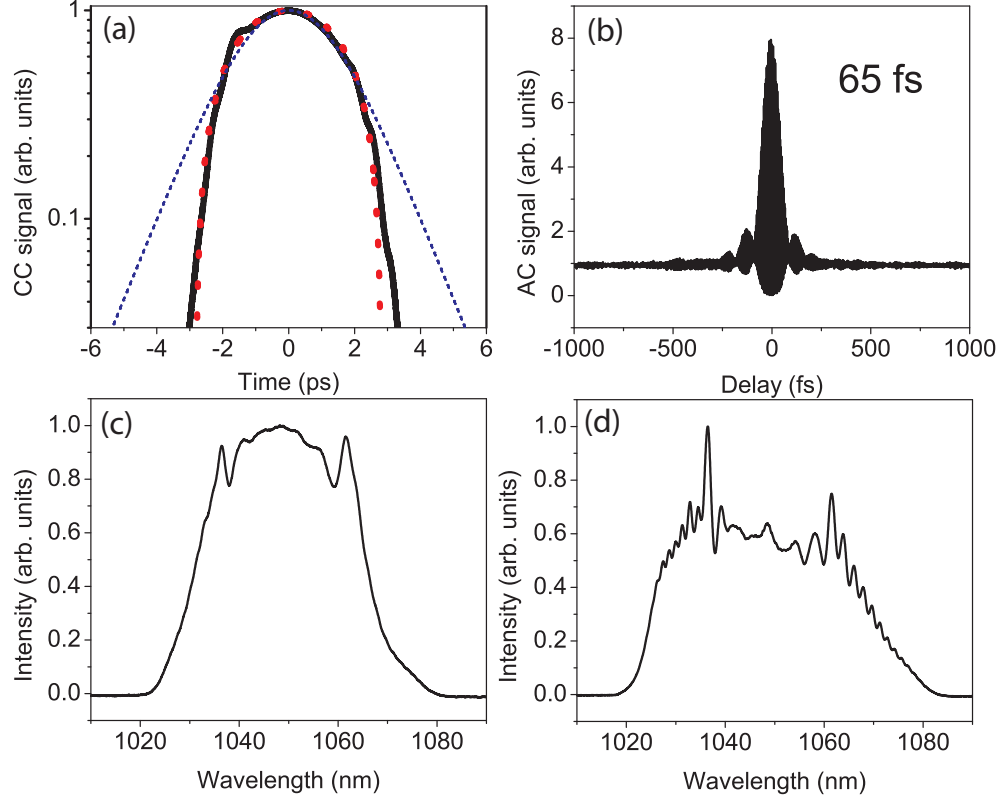 (a)
CC signal (arb. units)
1
0.1
-6 -4 -2 0 2 4 6
Time (ps)
(b)
65 fs
AC signal (arb. units)
8
6
4
2
0
-1000 -500 0 500 1000
Delay (fs)
(c)
Intensity (arb. units)
1.0
0.8
0.6
0.4
0.2
0.0
1020 1040 1060 1080
Wavelength (nm)
(d)
Intensity (arb. units)
1.0
0.8
0.6
0.4
0.2
0.0
1020 1040 1060 1080
Wavelength (nm)